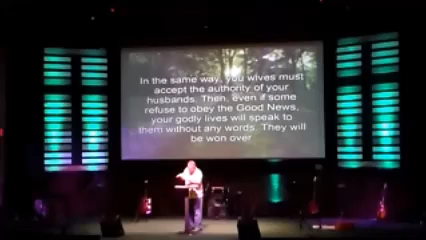 In the same way, you wives must
accept the authority of your
husbands. Then, even if some
refuse to obey the Good News,
your godly lives will speak to
them without any words. They will
be won over